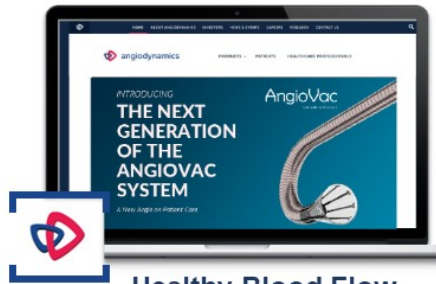 HOME ABOUT ANGIODYNAMICS INVESTORS NEWS & EVENTS CAREERS RESEARCH CONTACT US
angiodynamics
PRODUCTS PATIENTS HEALTHCARE PROFESSIONALS
INTRODUCING
THE NEXT
GENERATION
OF THE
ANGIOVAC
SYSTEM
A New Angle on Patient Care
AngioVac
Healthy Blood Flow